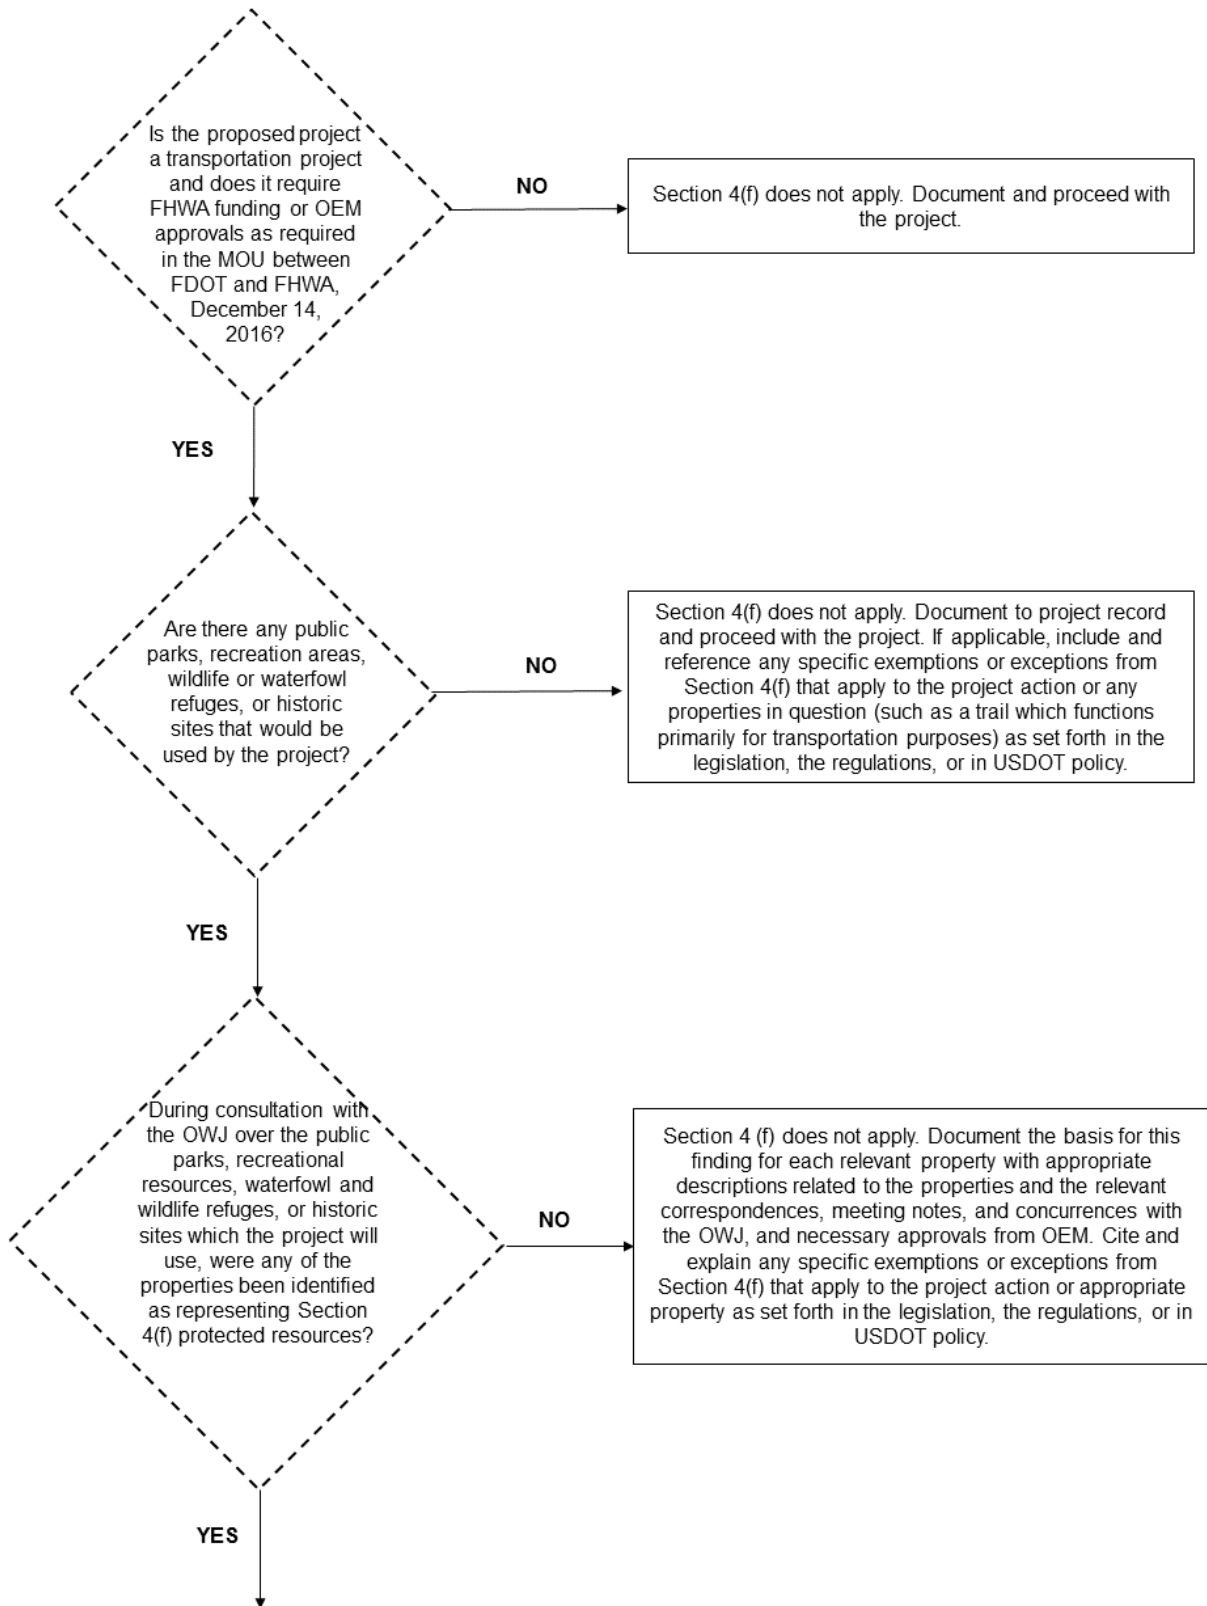 Is the proposed project
a transportation project
and does it require
FHWA funding or OEM
approvals as required
in the MOU between
FDOT and FHWA,
December 14,
2016?
NO
Section 4(f) does not apply. Document and proceed with
the project.
YES
Are there any public
parks, recreation areas,
wildlife or waterfowl
refuges, or historic
sites that would be
used by the project?
NO
Section 4(f) does not apply. Document to project record
and proceed with the project. If applicable, include and
reference any specific exemptions or exceptions from
Section 4(f) that apply to the project action or any
properties in question (such as a trail which functions
primarily for transportation purposes) as set forth in the
legislation, the regulations, or in USDOT policy.
YES
During consultation with
the OWJ over the public
parks, recreational
resources, waterfowl and
wildlife refuges, or historic
sites which the project will
use, were any of the
properties been identified
as representing Section
4(f) protected resources?
NO
Section 4 (f) does not apply. Document the basis for this
finding for each relevant property with appropriate
descriptions related to the properties and the relevant
correspondences, meeting notes, and concurrences with
the OWJ, and necessary approvals from OEM. Cite and
explain any specific exemptions or exceptions from
Section 4(f) that apply to the project action or appropriate
property as set forth in the legislation, the regulations, or in
USDOT policy.
YES